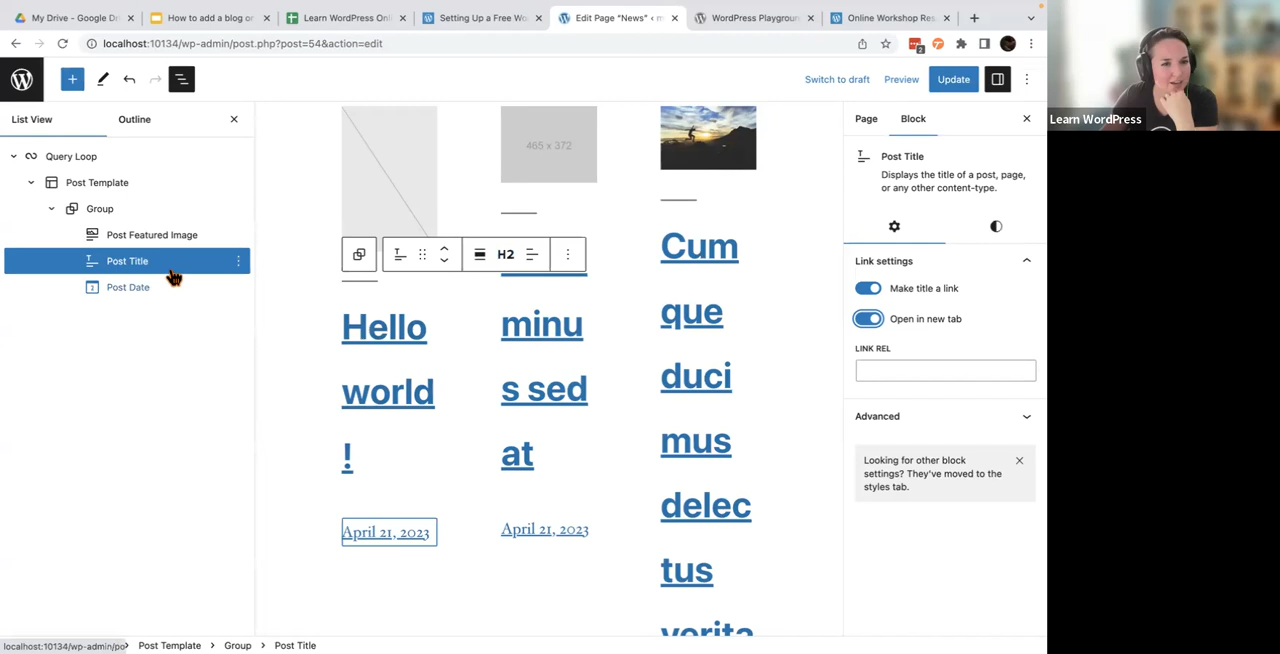 My Drive - Google Dr
How to add a blog or
Learn WordPress Onl
Setting Up a Free Wo
Edit Page "News" ‹ m
WordPress Playgroun
Online Workshop Res
localhost:10134/wp-admin/post.php?post=54&action=edit
2
Switch to draft
Preview
Update
List View
Outline
Page
Block
Query Loop
Post Template
Group
Post Featured Image
Post Title
Post Date
465 x 372
H2
Hello
world
!
April 21, 2023
minu
s sed
at
April 21, 2023
Cum
que
duci
mus
delec
tus
verita
Post Title
Displays the title of a post, page,
or any other content-type.
Link settings
Make title a link
Open in new tab
LINK REL
Advanced
Looking for other block
settings? They've moved to the
styles tab.
localhost:10134/wp-admin/po
Post Template
Group
Post Title
Learn WordPress